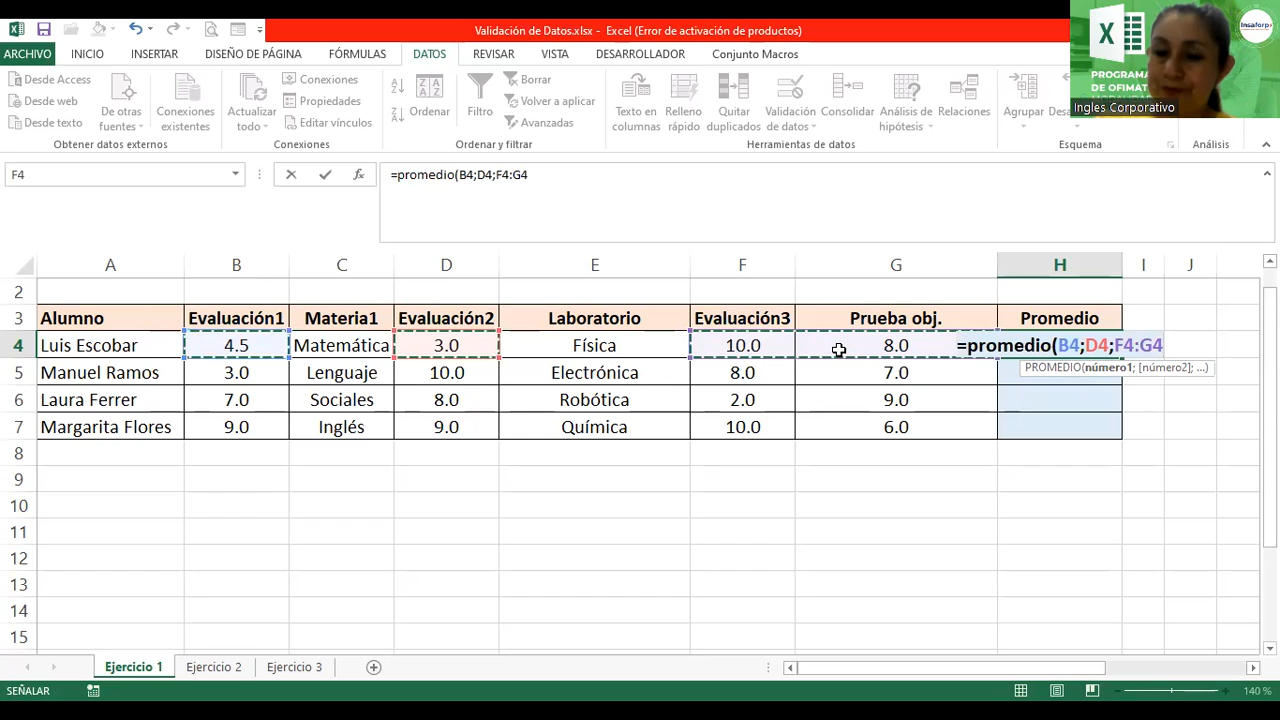 Validación de Datos.xlsx - Excel (Error de activación de productos)
ARCHIVO INICIO INSERTAR DISEÑO DE PÁGINA FÓRMULAS DATOS REVISAR VISTA DESARROLLADOR Conjunto Macros
Desde Access
Desde web
Desde texto
De otras fuentes
Conexiones existentes
Obtener datos externos
Actualizar todo
Conexiones
Propiedades
Editar vínculos
Conexiones
Ordenar
Filtro
Borrar
Volver a aplicar
Avanzadas
Ordenar y filtrar
Texto en columnas
Relleno rápido
Quitar duplicados
Validación de datos
Consolidar
Análisis de hipótesis
Relaciones
Herramientas de datos
Agrupar
Esquema
Análisis
PROGRAMA
DE OFIMÁT
Insaforp
Ingles Corporativo
F4 fx =promedio(B4;D4;F4:G4
A B C D E F G H I J
2
3 Alumno Evaluación1 Materia1 Evaluación2 Laboratorio Evaluación3 Prueba obj. Promedio
4 Luis Escobar 4.5 Matemática 3.0 Física 10.0 8.0 =promedio(B4;D4;F4:G4
PROMEDIO(número1; [número2]; ...)
5 Manuel Ramos 3.0 Lenguaje 10.0 Electrónica 8.0 7.0
6 Laura Ferrer 7.0 Sociales 8.0 Robótica 2.0 9.0
7 Margarita Flores 9.0 Inglés 9.0 Química 10.0 6.0
8
9
10
11
12
13
14
15
Ejercicio 1 Ejercicio 2 Ejercicio 3
SEÑALAR 140 %